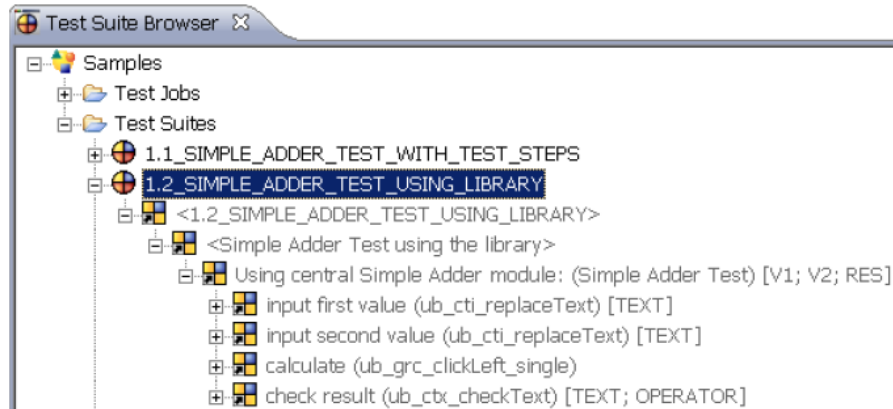 Test Suite Browser
Samples
Test Jobs
Test Suites
1.1_SIMPLE_ADDER_TEST_WITH_TEST_STEPS
1.2_SIMPLE_ADDER_TEST_USING_LIBRARY
<1.2_SIMPLE_ADDER_TEST_USING_LIBRARY>
<Simple Adder Test using the library>
Using central Simple Adder module: (Simple Adder Test) [V1; V2; RES]
input first value (ub_cti_replaceText) [TEXT]
input second value (ub_cti_replaceText) [TEXT]
calculate (ub_grc_clickLeft_single)
check result (ub_ctx_checkText) [TEXT; OPERATOR]